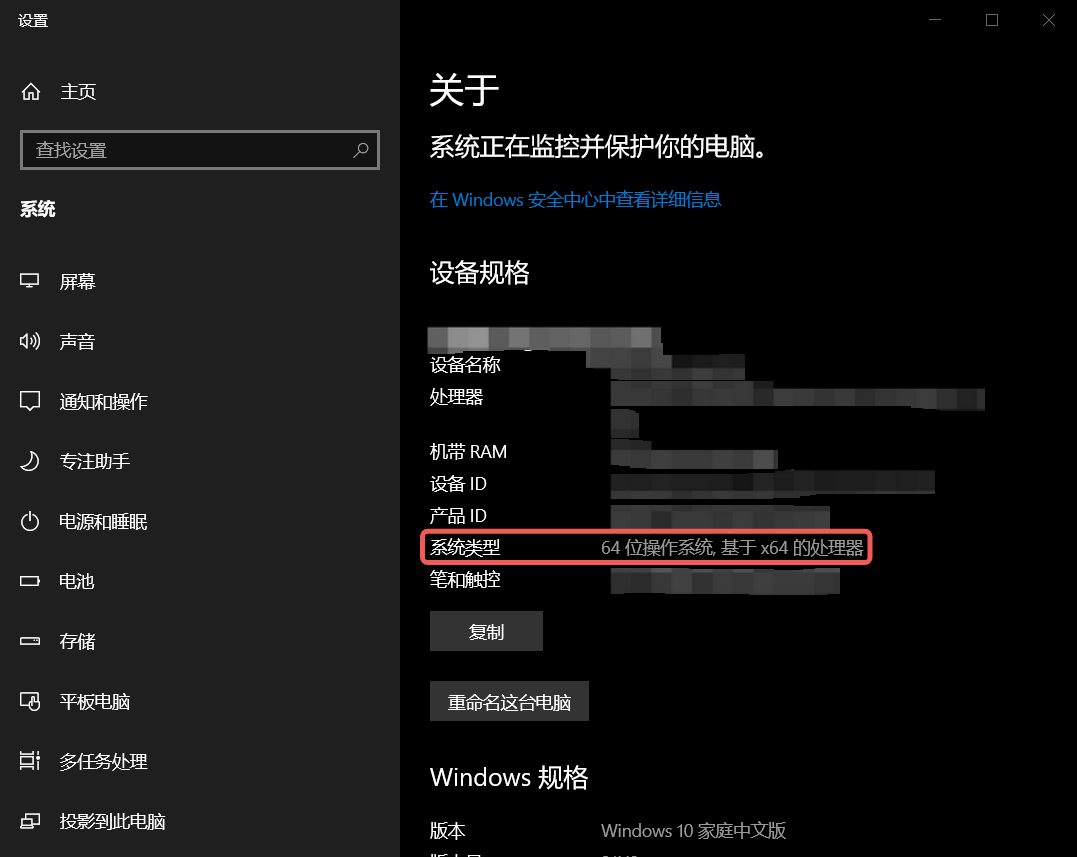 设置
主页
查找设置
系统
屏幕
声音
通知和操作
专注助手
电源和睡眠
电池
存储
平板电脑
多任务处理
投影到此电脑
关于
系统正在监控并保护你的电脑。
在 Windows 安全中心中查看详细信息
设备规格
设备名称
处理器
机带 RAM
设备 ID
产品 ID
系统类型 64 位操作系统, 基于 x64 的处理器
笔和触控
复制
重命名这台电脑
Windows 规格
版本 Windows 10 家庭中文版